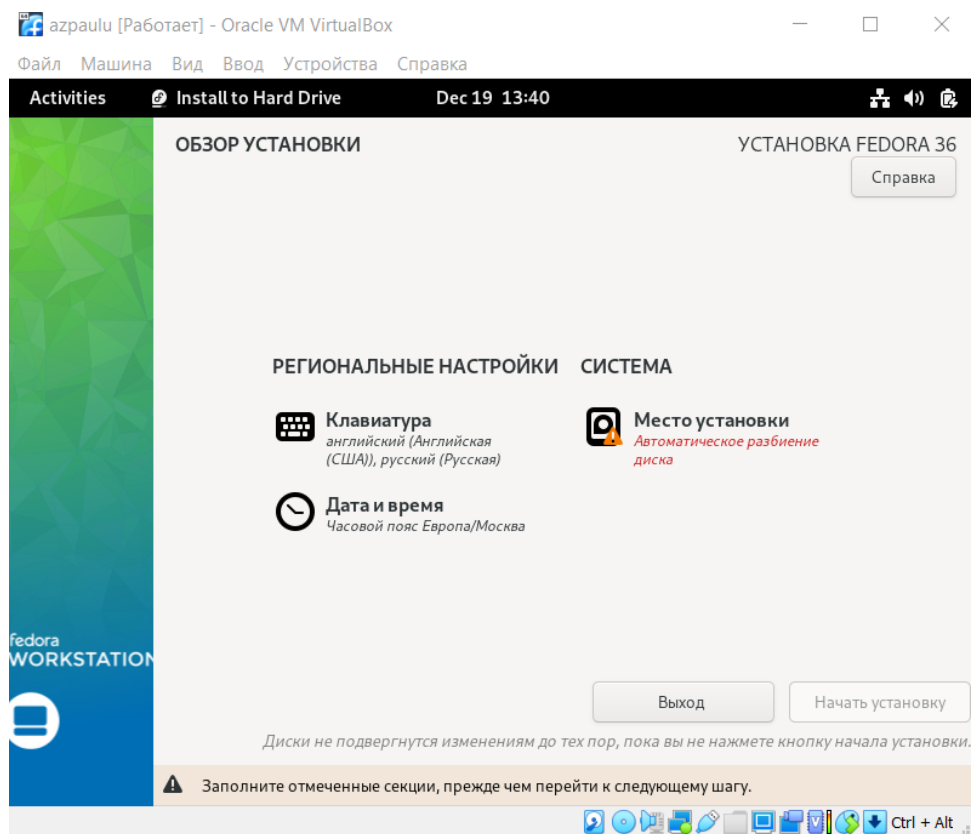 azpaulu [Работает] - Oracle VM VirtualBox
Файл Машина Вид Ввод Устройства Справка
Activities Install to Hard Drive Dec 19 13:40
ОБЗОР УСТАНОВКИ
УСТАНОВКА FEDORA 36
Справка
РЕГИОНАЛЬНЫЕ НАСТРОЙКИ
Клавиатура
английский (Английская
(США)), русский (Русская)
Дата и время
Часовой пояс Европа/Москва
СИСТЕМА
Место установки
Автоматическое разбиение
диска
fedora
WORKSTATION
Выход
Начать установку
Диски не подвергнутся изменениям до тех пор, пока вы не нажмете кнопку начала установки.
Заполните отмеченные секции, прежде чем перейти к следующему шагу.
Ctrl + Alt